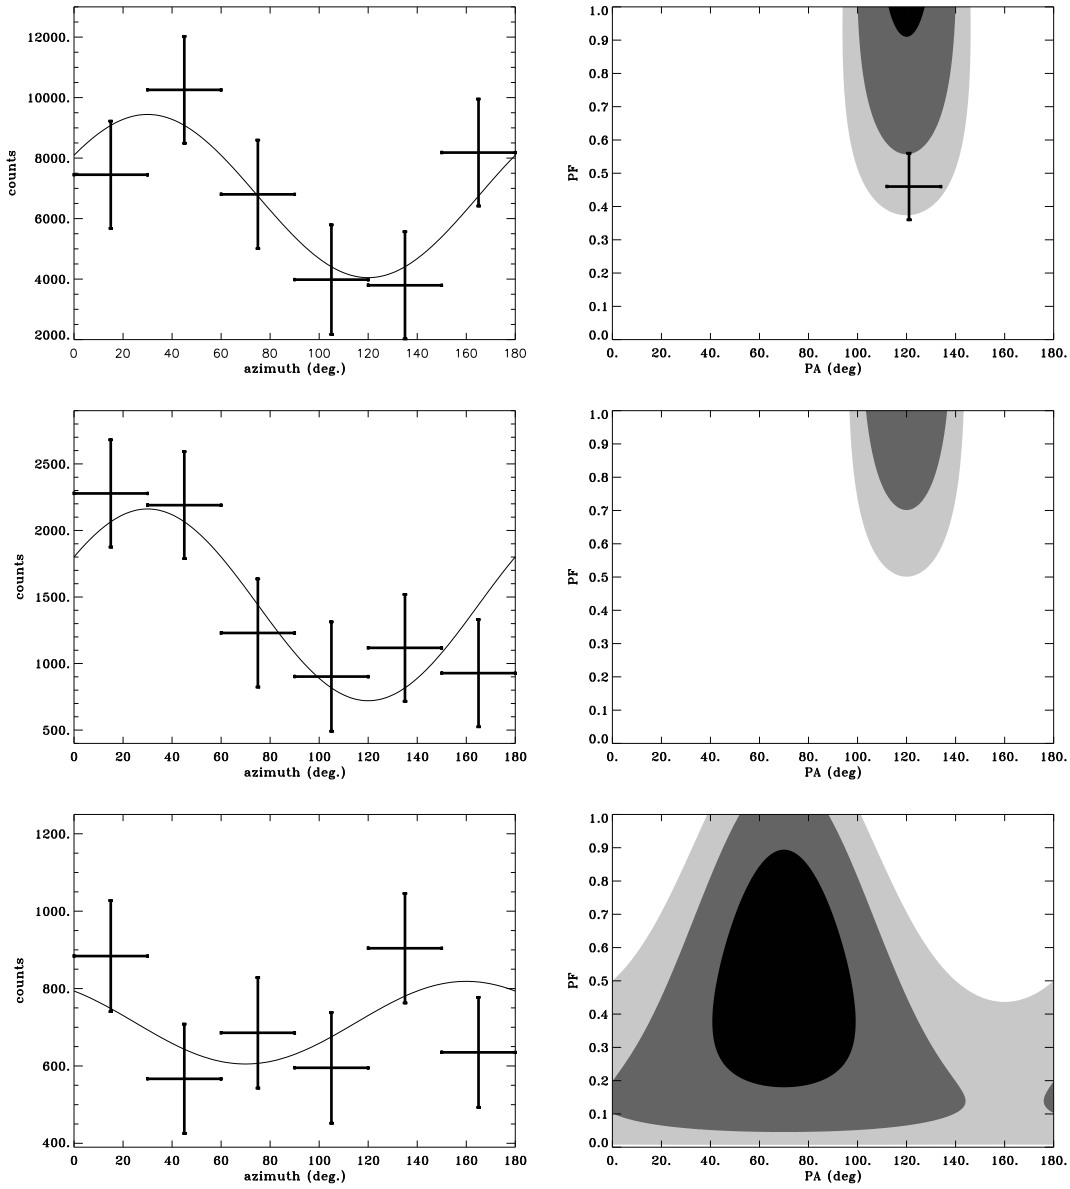 12000.
10000.
8000.
6000.
4000.
2000.
counts
0 20 40 60 80 100 120 140 160 180
azimuth (deg.)
1.0
0.9
0.8
0.7
0.6
0.5
0.4
0.3
0.2
0.1
0.0
PF
0. 20. 40. 60. 80. 100. 120. 140. 160. 180.
PA (deg)
2500.
2000.
1500.
1000.
500.
counts
0 20 40 60 80 100 120 140 160 180
azimuth (deg.)
1.0
0.9
0.8
0.7
0.6
0.5
0.4
0.3
0.2
0.1
0.0
PF
0. 20. 40. 60. 80. 100. 120. 140. 160. 180.
PA (deg)
1200.
1000.
800.
600.
400.
counts
0 20 40 60 80 100 120 140 160 180
azimuth (deg.)
1.0
0.9
0.8
0.7
0.6
0.5
0.4
0.3
0.2
0.1
0.0
PF
0. 20. 40. 60. 80. 100. 120. 140. 160. 180.
PA (deg)